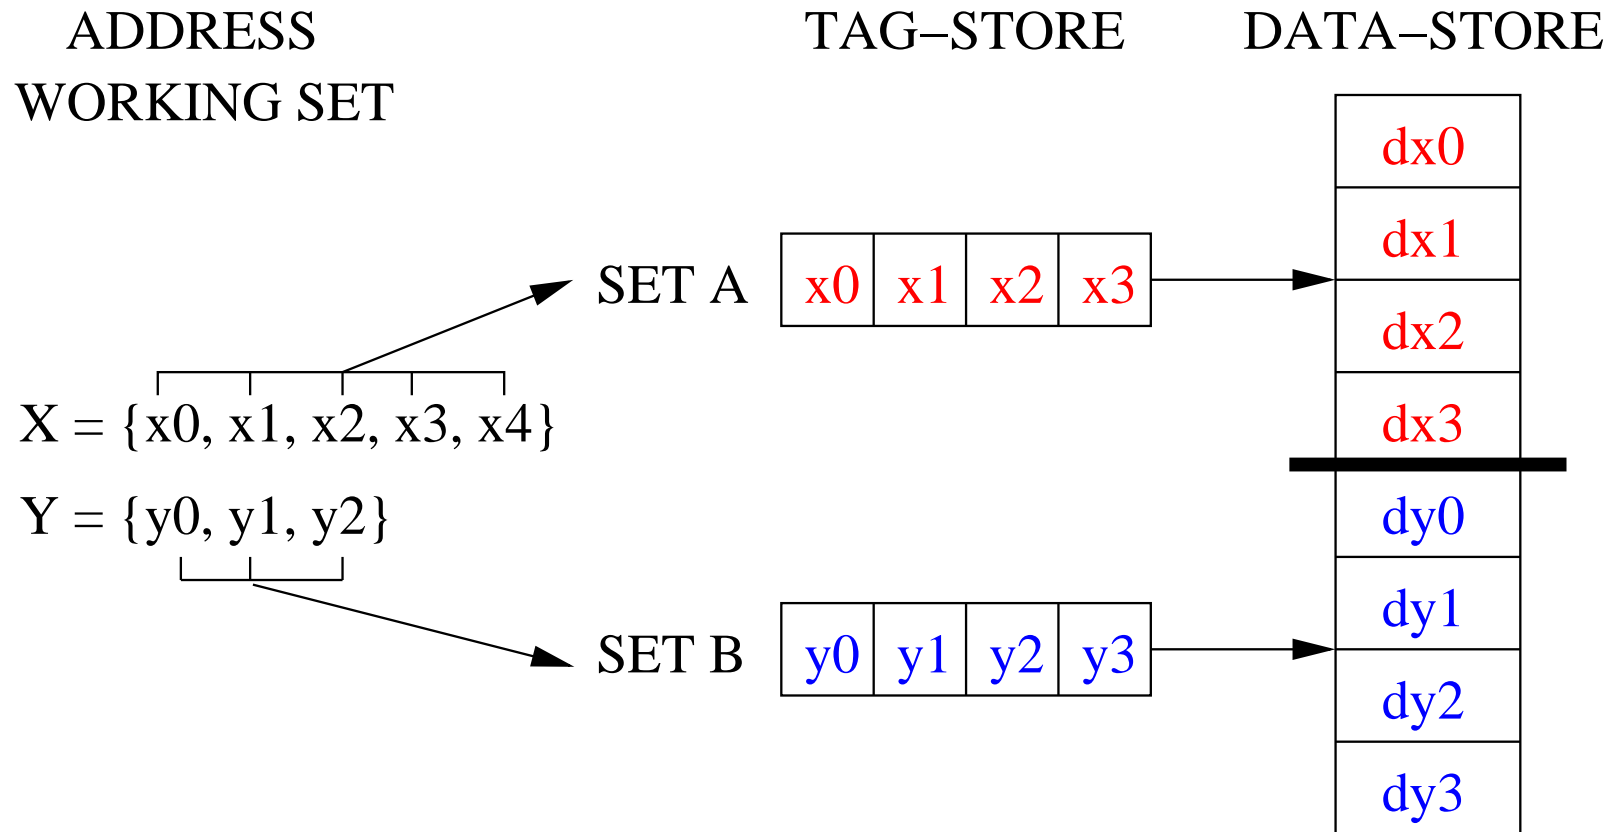 ADDRESS
WORKING SET
TAG–STORE
DATA–STORE
X = {x0, x1, x2, x3, x4}
Y = {y0, y1, y2}
SET A
x0 x1 x2 x3
SET B
y0 y1 y2 y3
dx0
dx1
dx2
dx3
dy0
dy1
dy2
dy3